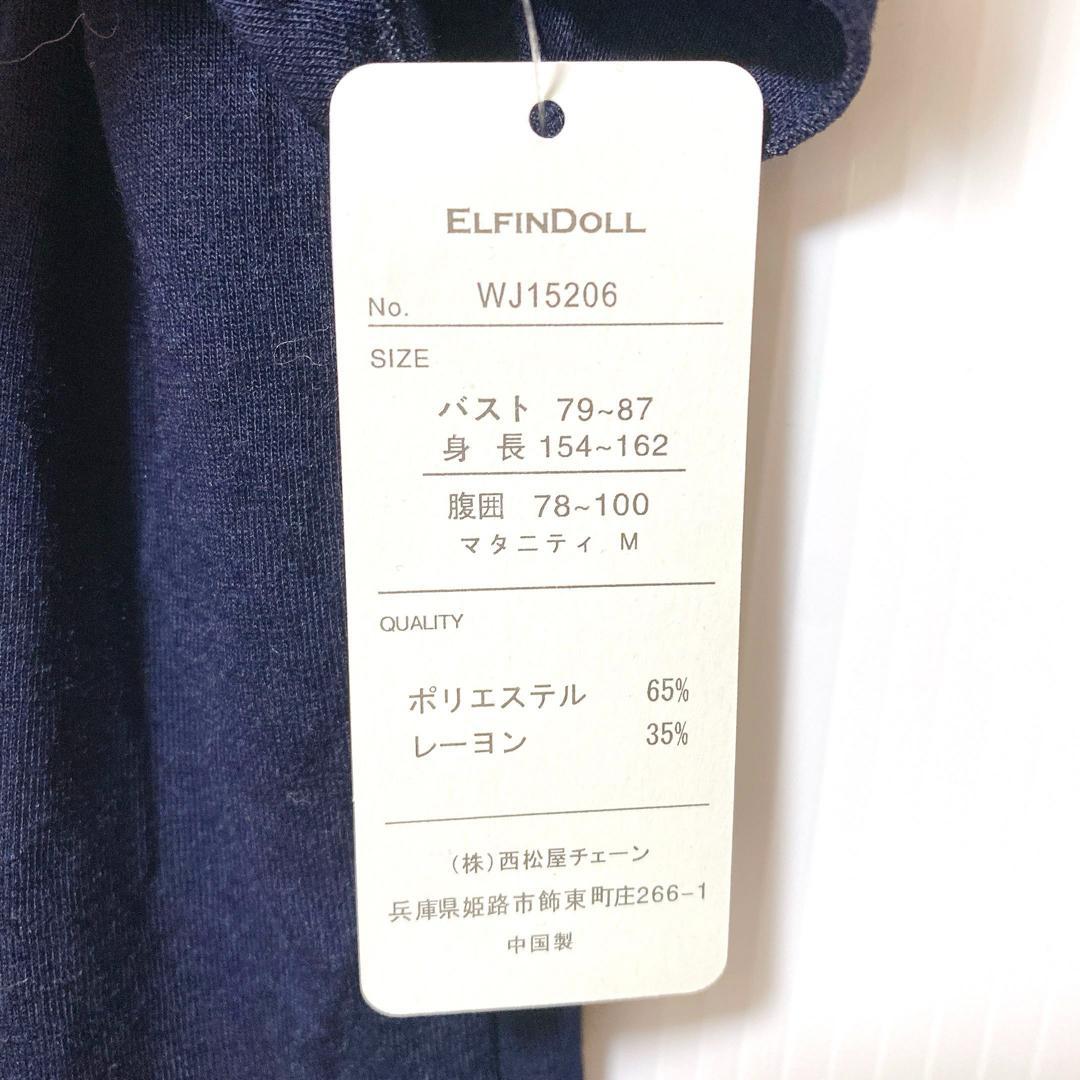 ELFINDOLL
No. WJ15206
SIZE
バスト 79~87
身 長 154~162
腹囲 78~100
マタニティ M
QUALITY
ポリエステル 65%
レーヨン 35%
(株)西松屋チェーン
兵庫県姫路市飾東町庄266-1
中国製